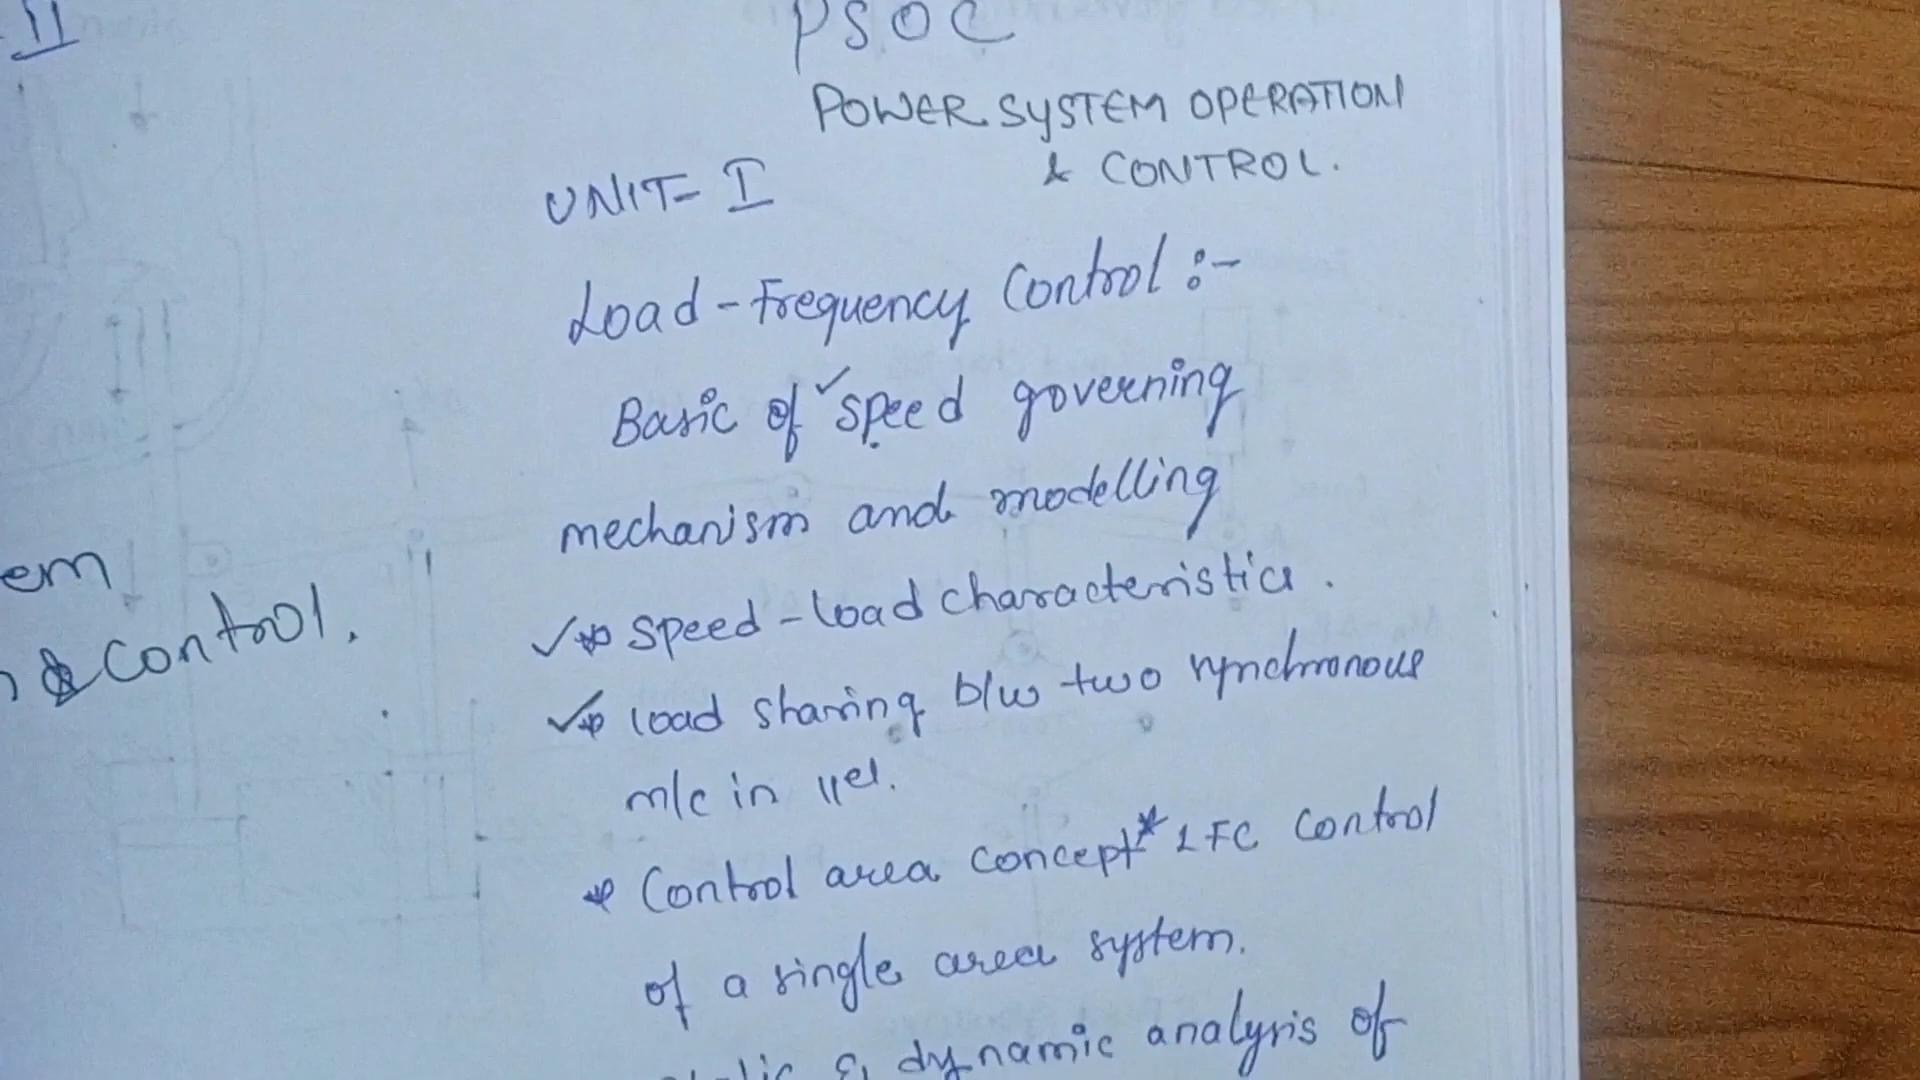 II
PSOC
POWER SYSTEM OPERATION
& CONTROL.
UNIT- I
Load-Frequency Control :-
Basic of speed governing
mechanism and modelling
em
& Control.
* speed-load characteristics.
* load sharing b/w two synchronous
m/c in 11el.
* Control area concept * LFC control
of a single area system.
& dynamic analysis of